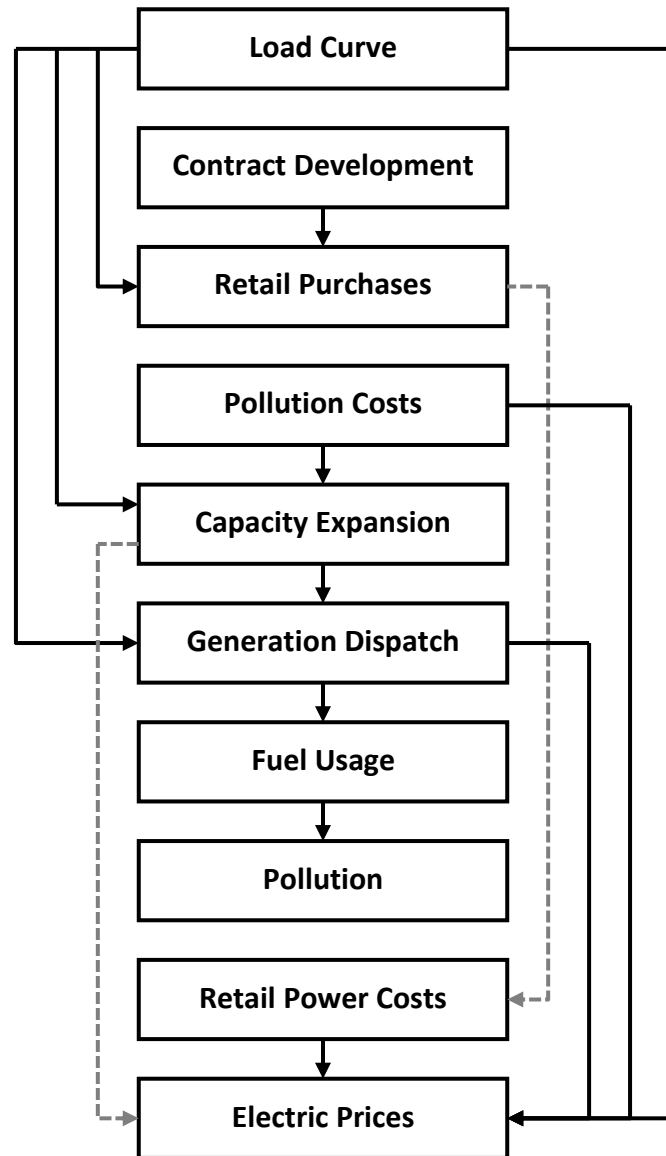 Load Curve
Contract Development
Retail Purchases
Pollution Costs
Capacity Expansion
Generation Dispatch
Fuel Usage
Pollution
Retail Power Costs
Electric Prices